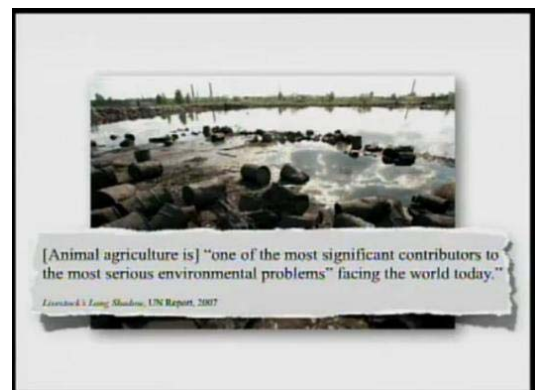 [Animal agriculture is] “one of the most significant contributors to
the most serious environmental problems” facing the world today.”
Livestock's Long Shadow, UN Report, 2007